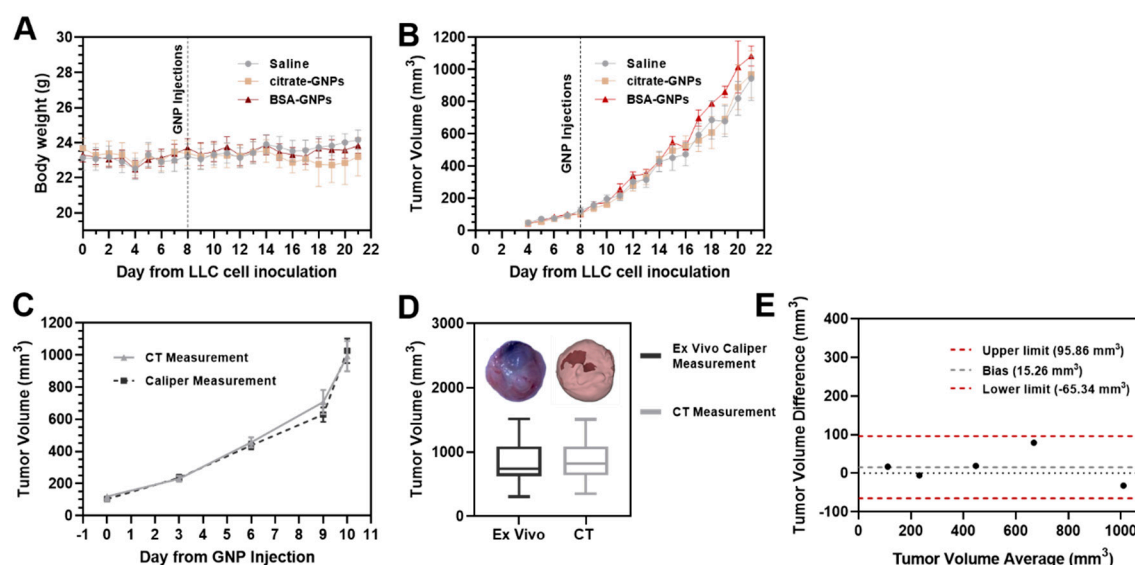 A
30
28
26
24
22
20
Body weight (g)
GNP Injections
Saline
citrate-GNPs
BSA-GNPs
0 2 4 6 8 10 12 14 16 18 20 22
Day from LLC cell inoculation
B
1200
1000
800
600
400
200
0
Tumor Volume (mm³)
GNP Injections
Saline
citrate-GNPs
BSA-GNPs
0 2 4 6 8 10 12 14 16 18 20 22
Day from LLC cell inoculation
C
1200
1000
800
600
400
200
0
Tumor Volume (mm³)
CT Measurement
Caliper Measurement
-1 0 1 2 3 4 5 6 7 8 9 10 11
Day from GNP Injection
D
3000
2000
1000
0
Tumor Volume (mm³)
Ex Vivo CT
Ex Vivo Caliper
Measurement
CT Measurement
E
400
300
200
100
0
-100
Tumor Volume Difference (mm³)
Upper limit (95.86 mm³)
Bias (15.26 mm³)
Lower limit (-65.34 mm³)
0 200 400 600 800 1000
Tumor Volume Average (mm³)